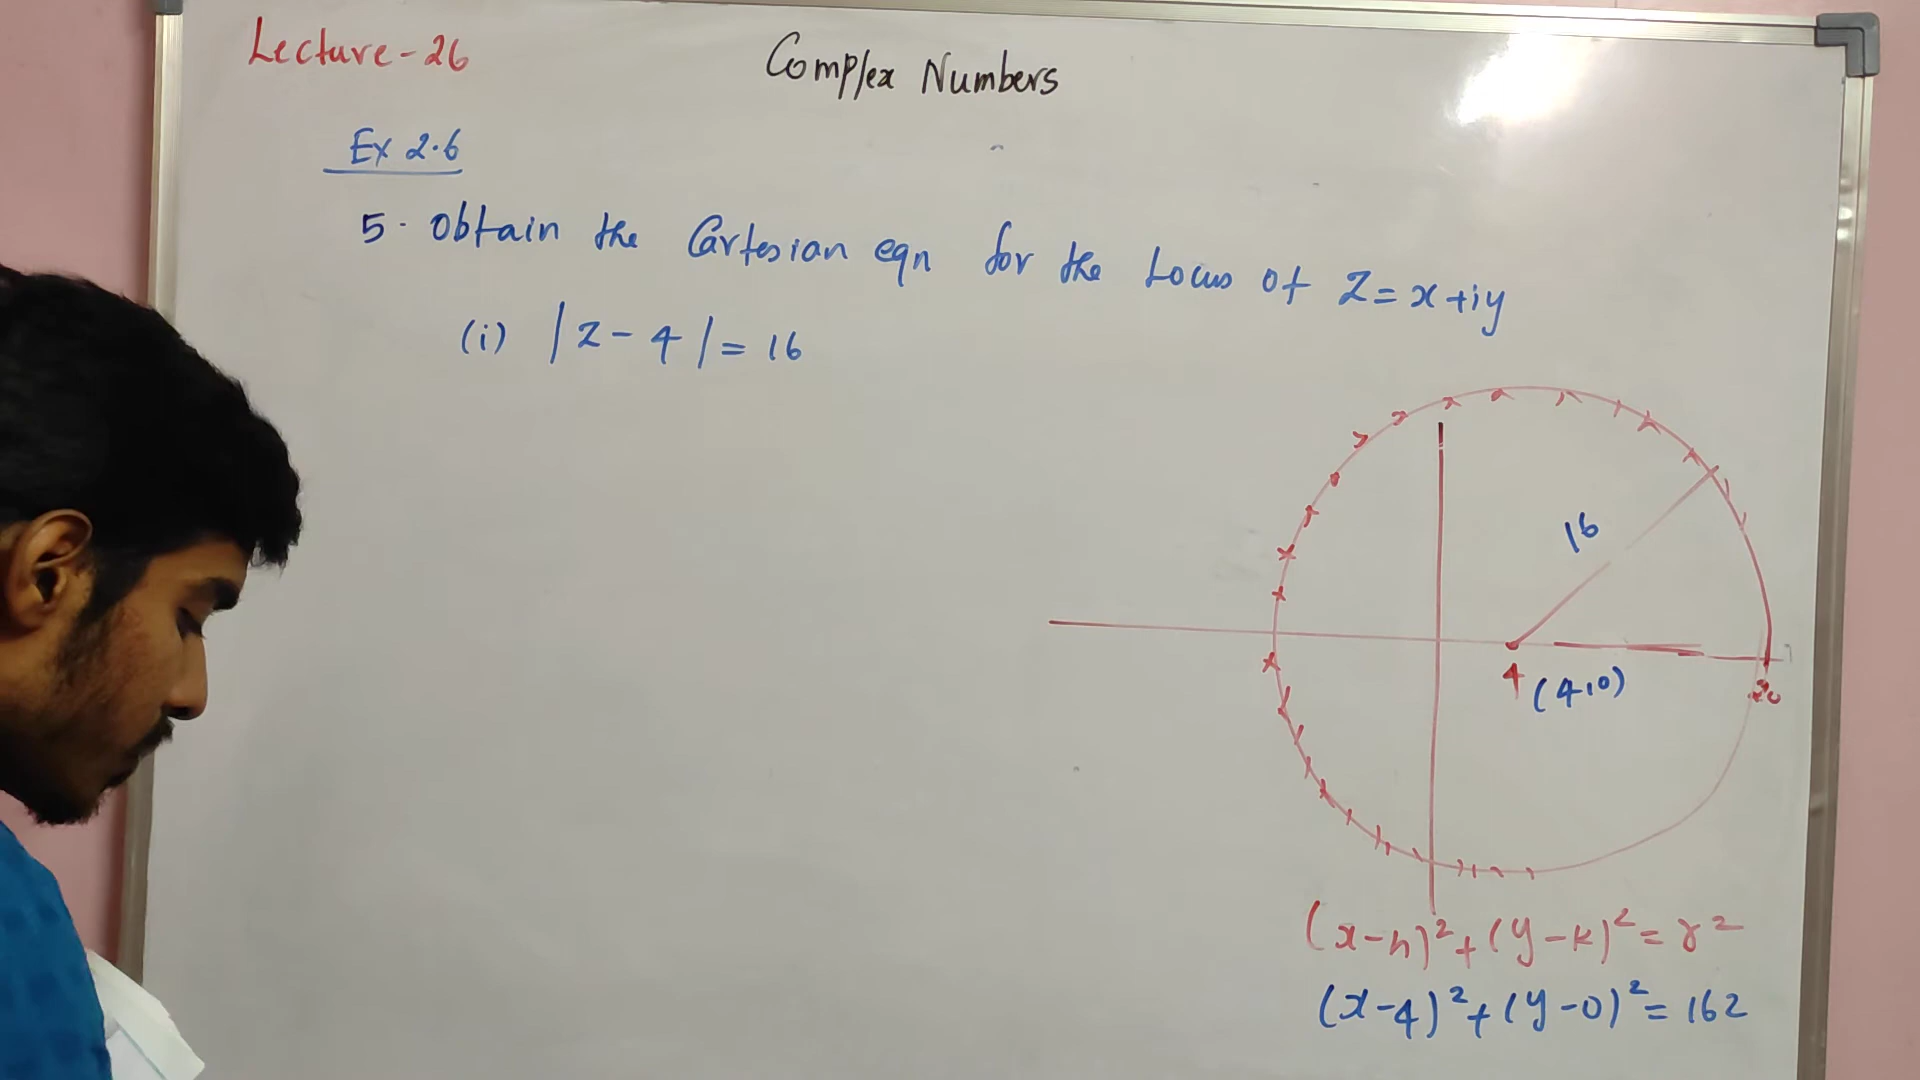 Lecture-26
Complex Numbers
Ex 2.6
5. Obtain the Cartesian eqn for the Locus of Z=x+iy
(i) |Z-4|=16
16
4 (4,0)
20
(x-h)²+(y-k)²=r²
(x-4)²+(y-0)²=162